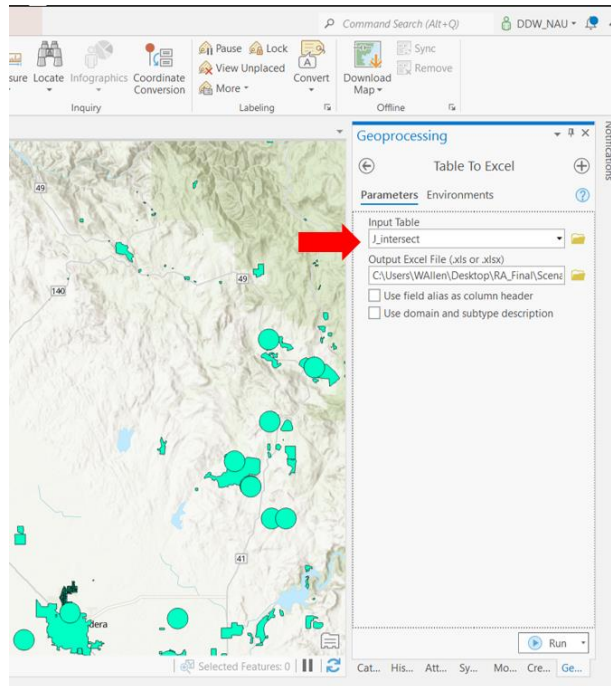 Command Search (Alt+Q)
DDW_NAU
Pause
Lock
View Unplaced
More
sure
Locate
Infographics
Coordinate
Conversion
Convert
Download
Map
Sync
Remove
Inquiry
Labeling
Offline
Notifications
Geoprocessing
Table To Excel
Parameters
Environments
Input Table
J_intersect
Output Excel File (.xls or .xlsx)
C:\Users\WAllen\Desktop\RA_Final\Scena
Use field alias as column header
Use domain and subtype description
49
49
140
41
dera
Run
Selected Features: 0
Cat...
His...
Att...
Sy...
Mo...
Cre...
Ge...